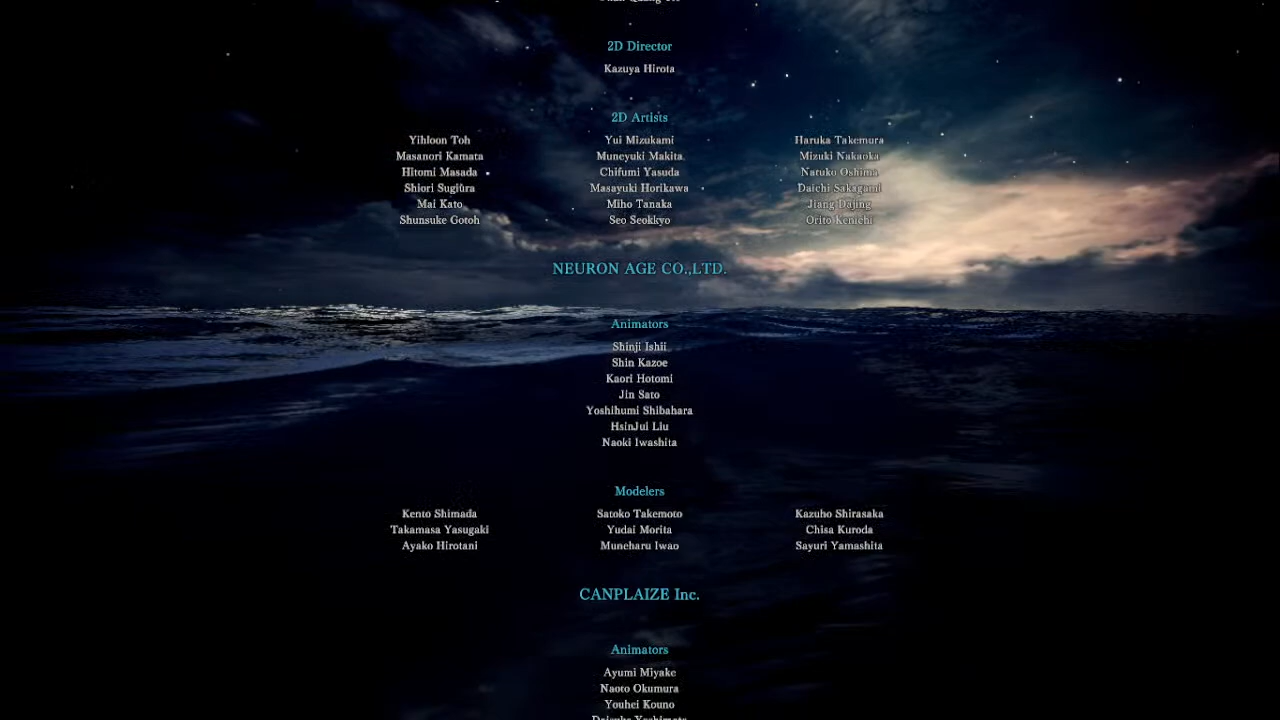 2D Director
Kazuya Hirota
2D Artists
Yihloon Toh Yui Mizukami Haruka Takemura
Masanori Kamata Muneyuki Makita Mizuki Nakaoka
Hitomi Masada Chifumi Yasuda Natuko Oshima
Shiori Sugiura Masayuki Horikawa Daichi Sakagami
Mai Kato Miho Tanaka Jiang Dajing
Shunsuke Gotoh Seo Seokkyo Orito Kenichi
NEURON AGE CO.,LTD.
Animators
Shinji Ishii
Shin Kazoe
Kaori Hotomi
Jin Sato
Yoshihumi Shibahara
HsinJui Liu
Naoki Iwashita
Modelers
Kento Shimada Satoko Takemoto Kazuho Shirasaka
Takamasa Yasugaki Yudai Morita Chisa Kuroda
Ayako Hirotani Muneharu Iwao Sayuri Yamashita
CANPLAIZE Inc.
Animators
Ayumi Miyake
Naoto Okumura
Youhei Kouno